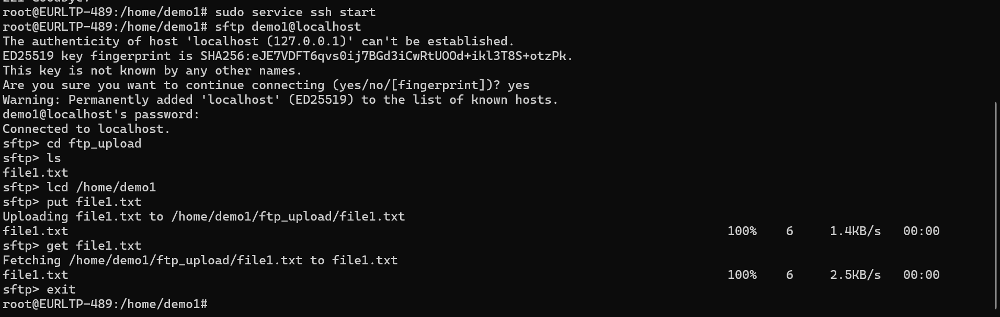 root@EURLTP-489:/home/demo1# sudo service ssh start
root@EURLTP-489:/home/demo1# sftp demo1@localhost
The authenticity of host 'localhost (127.0.0.1)' can't be established.
ED25519 key fingerprint is SHA256:eJE7VDFT6qvs0ij7BGd3iCwRtUOOd+ikl3T8S+otzPk.
This key is not known by any other names.
Are you sure you want to continue connecting (yes/no/[fingerprint])? yes
Warning: Permanently added 'localhost' (ED25519) to the list of known hosts.
demo1@localhost's password:
Connected to localhost.
sftp> cd ftp_upload
sftp> ls
file1.txt
sftp> lcd /home/demo1
sftp> put file1.txt
Uploading file1.txt to /home/demo1/ftp_upload/file1.txt
file1.txt 100% 6 1.4KB/s 00:00
sftp> get file1.txt
Fetching /home/demo1/ftp_upload/file1.txt to file1.txt
file1.txt 100% 6 2.5KB/s 00:00
sftp> exit
root@EURLTP-489:/home/demo1#